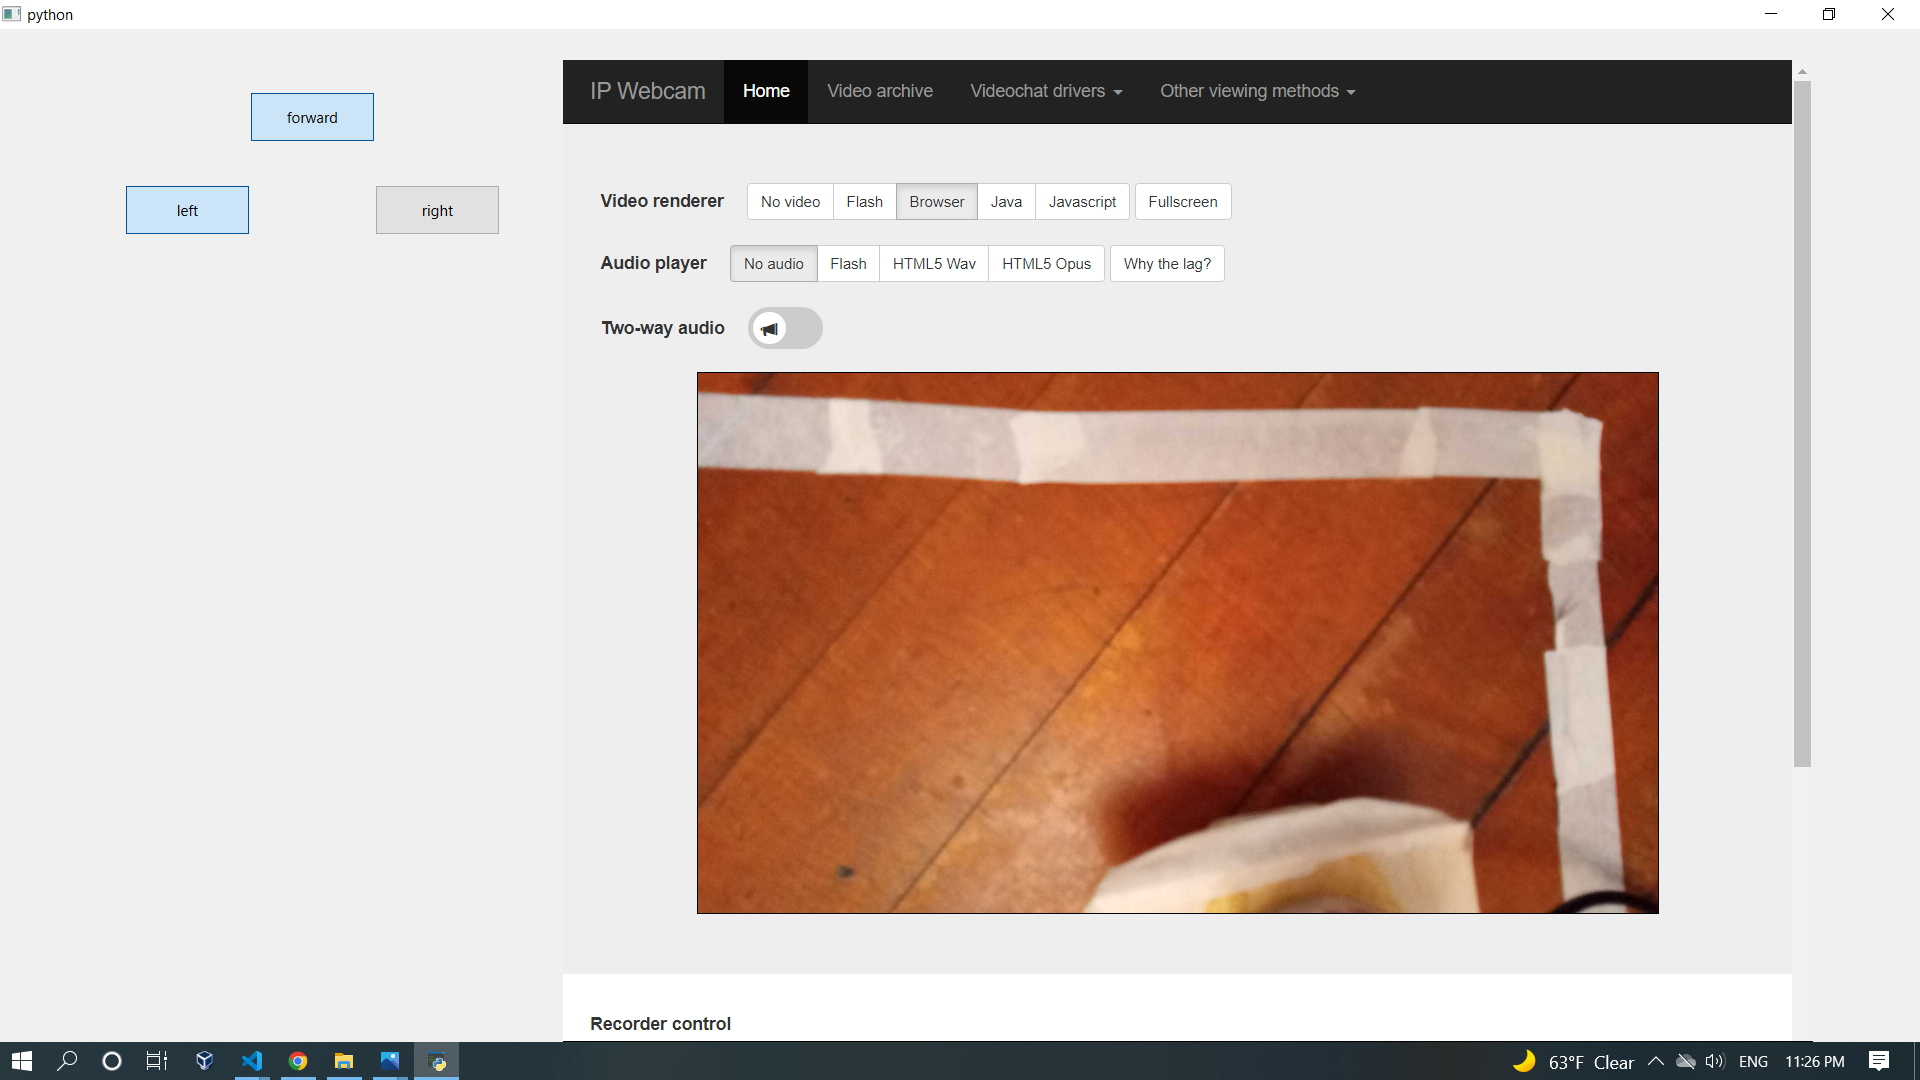 python
forward
left
right
IP Webcam Home Video archive Videochat drivers Other viewing methods
Video renderer No video Flash Browser Java Javascript Fullscreen
Audio player No audio Flash HTML5 Wav HTML5 Opus Why the lag?
Two-way audio
Recorder control
63°F Clear ENG 11:26 PM